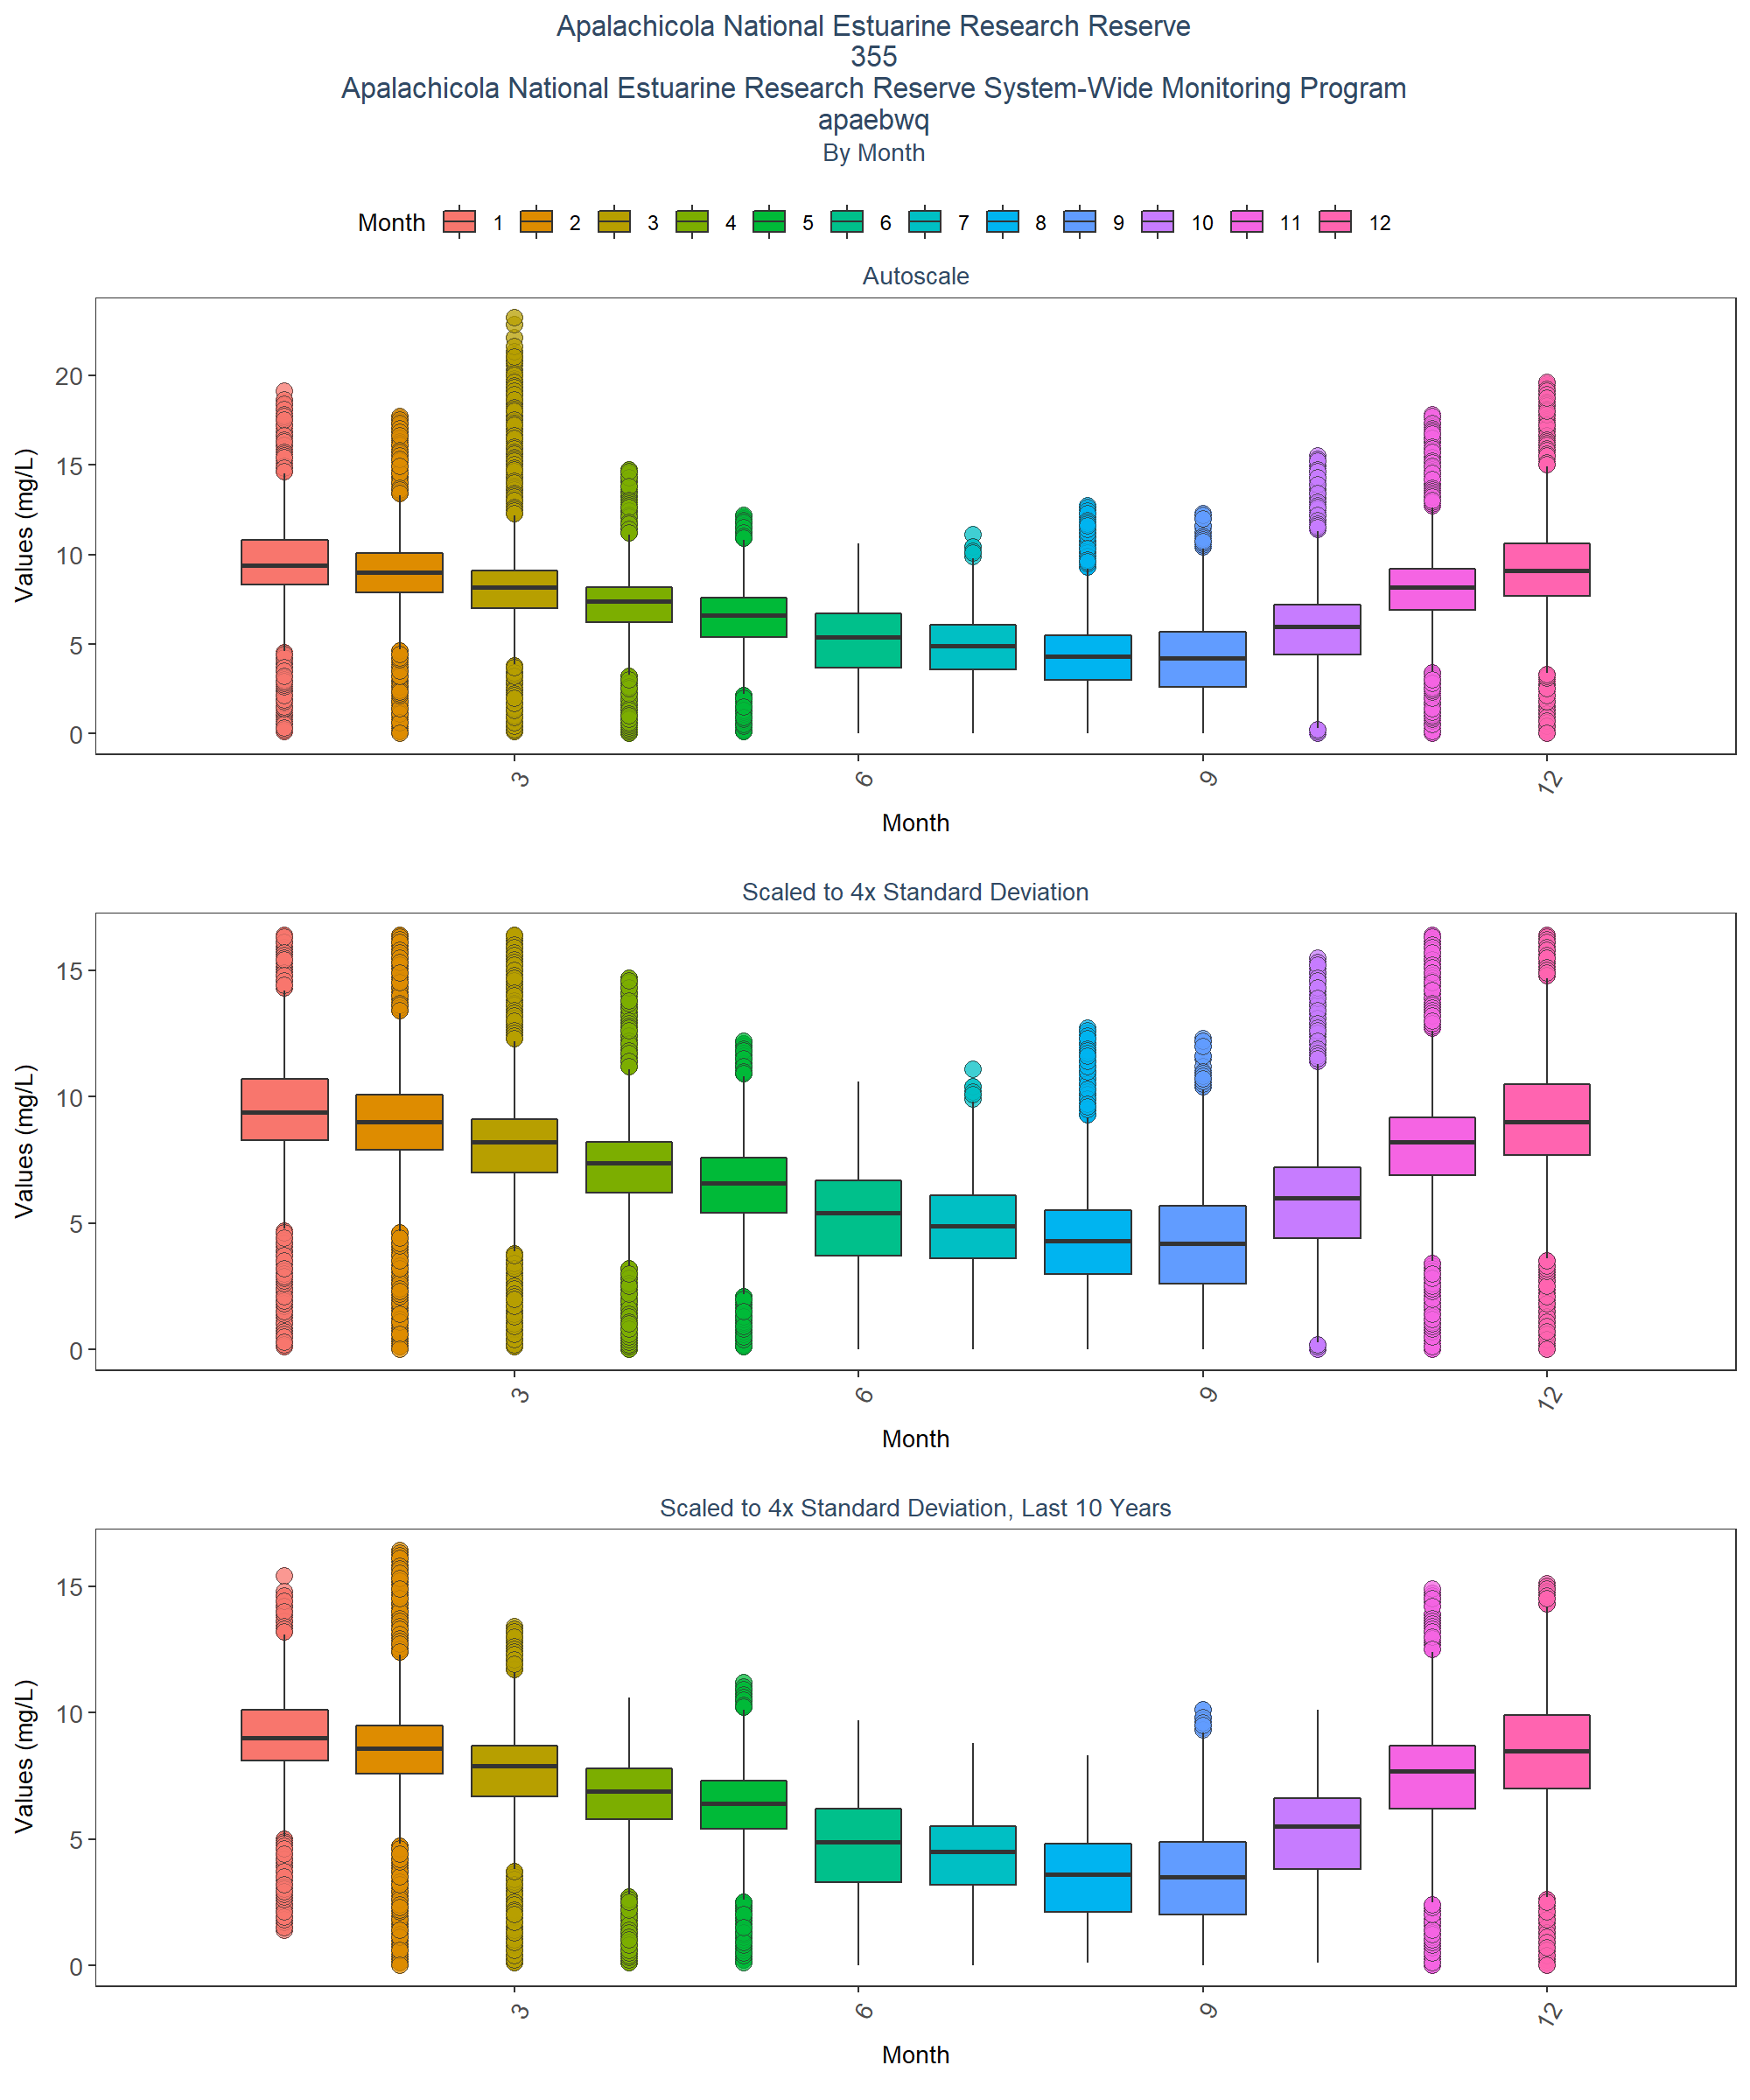 Apalachicola National Estuarine Research Reserve
355
Apalachicola National Estuarine Research Reserve System-Wide Monitoring Program
apaebwq
By Month
Month 1 2 3 4 5 6 7 8 9 10 11 12
Autoscale
Values (mg/L)
20
15
10
5
0
3 6 9 12
Month
Scaled to 4x Standard Deviation
Values (mg/L)
15
10
5
0
3 6 9 12
Month
Scaled to 4x Standard Deviation, Last 10 Years
Values (mg/L)
15
10
5
0
3 6 9 12
Month